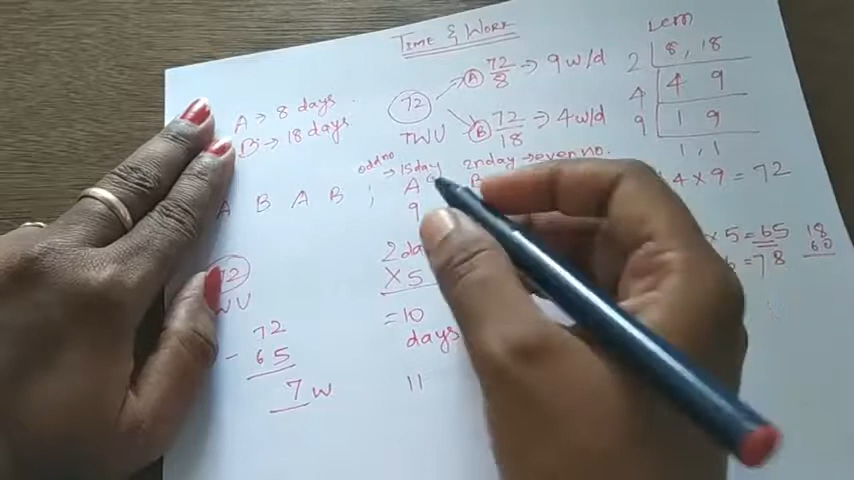 Time & Work
A -> 8 days
B -> 18 days
72
TWU
A 72/8 => 9 w/d
B 72/18 => 4 w/d
Lcm
2 | 8, 18
4 | 4 9
9 | 1 9
1, 1
4 x 9 = 72
oddno -> 1st day
2nd day -> even no.
A B A B ;
A
9
72
WU
72
- 65
7 w
2 da
x 5
= 10
days
11
x 5 = 65
= 78
18
60